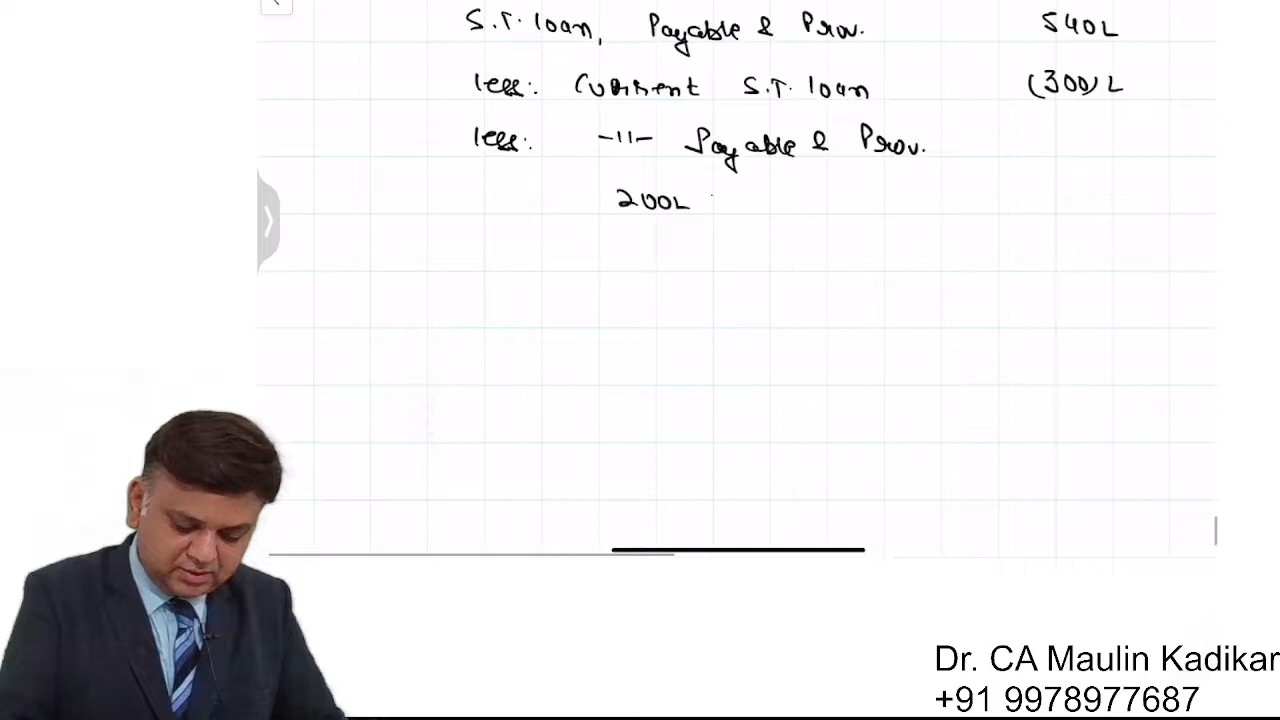 S.T. loan, Payable & Prov. 540L
less: Current S.T. loan (300)L
less: -11- Payable & Prov.
200L
Dr. CA Maulin Kadikar
+91 9978977687